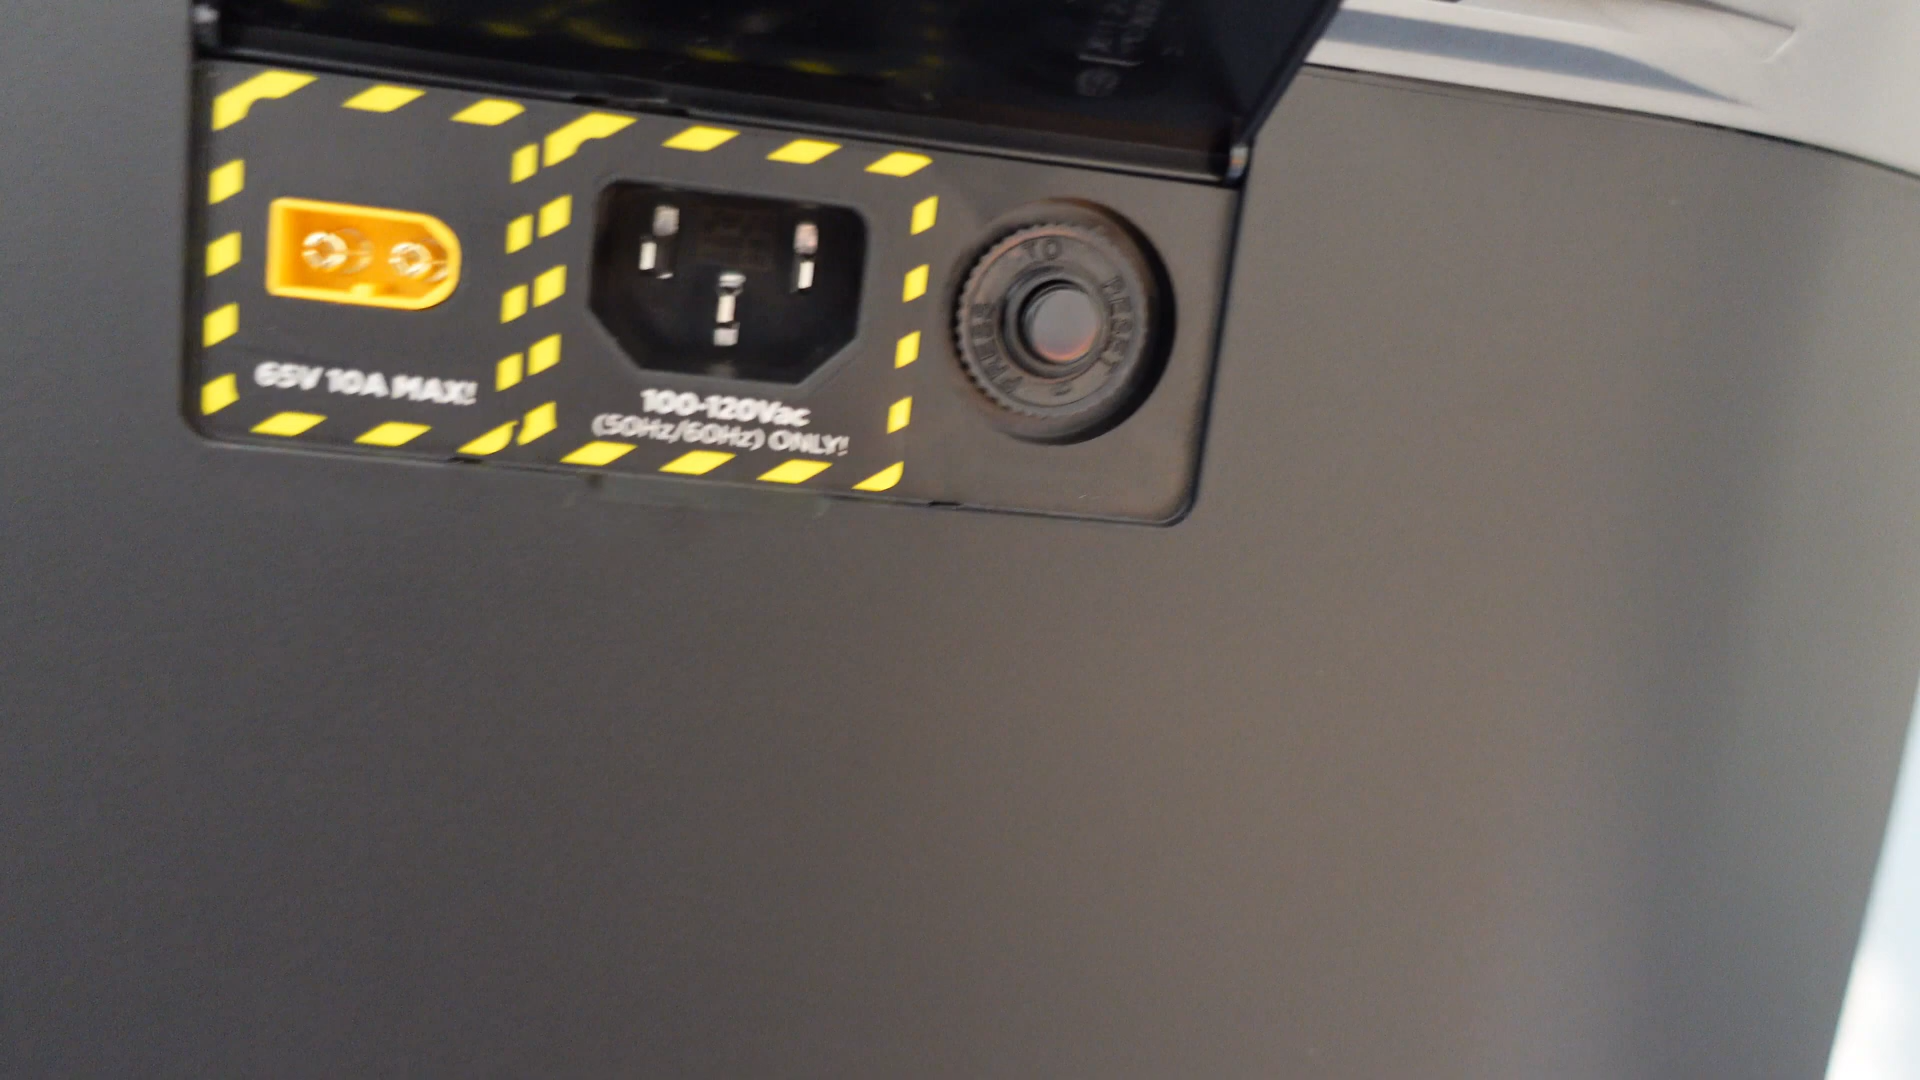 65V 10A MAX!
100-120Vac
(50Hz/60Hz) ONLY!
PRESS TO RESET